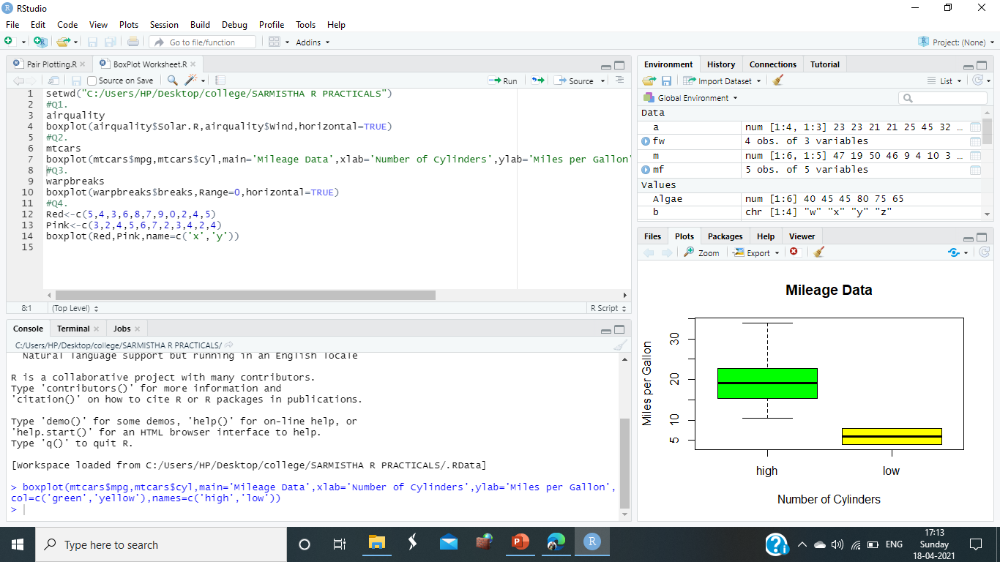 RStudio
File Edit Code View Plots Session Build Debug Profile Tools Help
Go to file/function Addins Project: (None)
Pair Plotting.R BoxPlot Worksheet.R
Source on Save Run Source
1 setwd("C:/Users/HP/Desktop/college/SARMISTHA R PRACTICALS")
2 #Q1.
3 airquality
4 boxplot(airquality$Solar.R,airquality$Wind,horizontal=TRUE)
5 #Q2.
6 mtcars
7 boxplot(mtcars$mpg,mtcars$cyl,main='Mileage Data',xlab='Number of Cylinders',ylab='Miles per Gallon'
8 #Q3.
9 warpbreaks
10 boxplot(warpbreaks$breaks,Range=0,horizontal=TRUE)
11 #Q4.
12 Red<-c(5,4,3,6,8,7,9,0,2,4,5)
13 Pink<-c(3,2,4,5,6,7,2,3,4,2,4)
14 boxplot(Red,Pink,name=c('x','y'))
15
8:1 (Top Level) R Script
Console Terminal Jobs
C:/Users/HP/Desktop/college/SARMISTHA R PRACTICALS/
Natural language support but running in an English locale
R is a collaborative project with many contributors.
Type 'contributors()' for more information and
'citation()' on how to cite R or R packages in publications.
Type 'demo()' for some demos, 'help()' for on-line help, or
'help.start()' for an HTML browser interface to help.
Type 'q()' to quit R.
[Workspace loaded from C:/Users/HP/Desktop/college/SARMISTHA R PRACTICALS/.RData]
> boxplot(mtcars$mpg,mtcars$cyl,main='Mileage Data',xlab='Number of Cylinders',ylab='Miles per Gallon',
col=c('green','yellow'),names=c('high','low'))
>
Environment History Connections Tutorial
Import Dataset List
Global Environment
Data
a num [1:4, 1:3] 23 23 21 21 25 45 32 ...
fw 4 obs. of 3 variables
m num [1:6, 1:5] 47 19 50 46 9 4 10 3 ...
mf 5 obs. of 5 variables
Values
Algae num [1:6] 40 45 45 80 75 65
b chr [1:4] "w" "x" "y" "z"
Files Plots Packages Help Viewer
Zoom Export
Mileage Data
Miles per Gallon
30
20
10
5
high low
Number of Cylinders
Type here to search
ENG
17:13
Sunday
18-04-2021